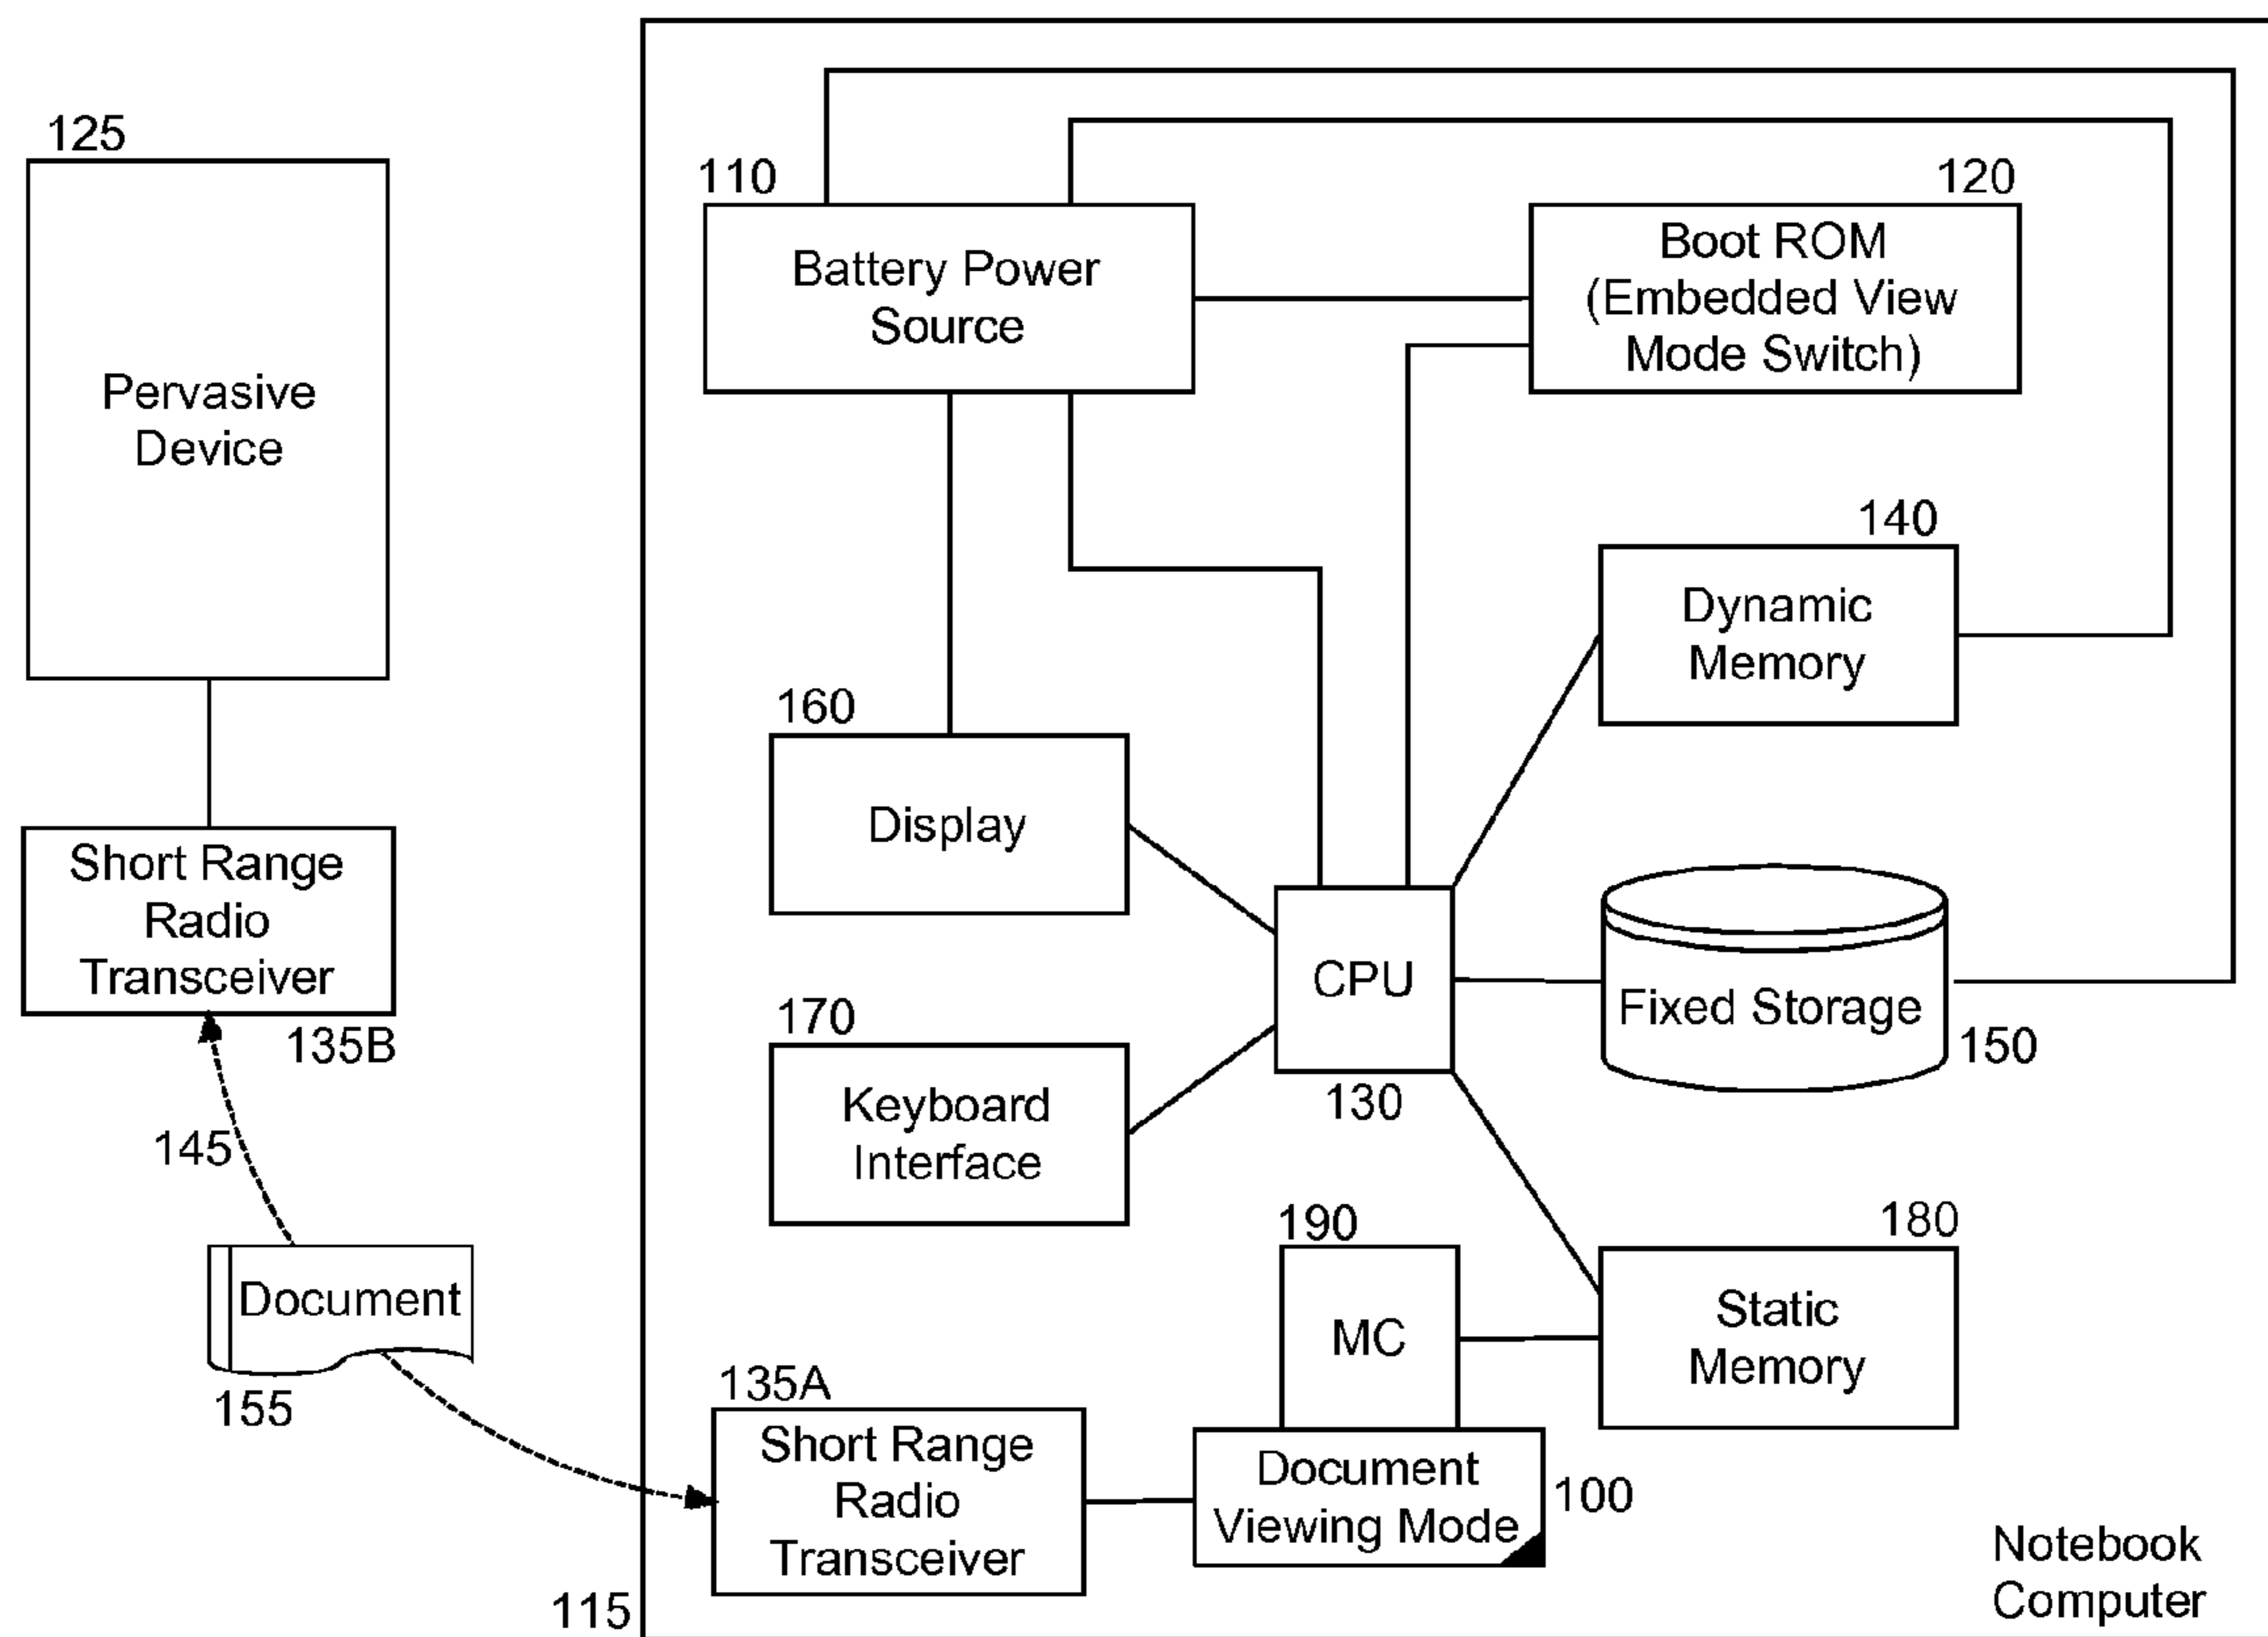 125
Pervasive
Device
Short Range
Radio
Transceiver
135B
145
Document
155
110
Battery Power
Source
120
Boot ROM
(Embedded View
Mode Switch)
140
Dynamic
Memory
160
Display
CPU
130
Fixed Storage
150
170
Keyboard
Interface
190
MC
180
Static
Memory
135A
Short Range
Radio
Transceiver
Document
Viewing Mode
100
115
Notebook
Computer